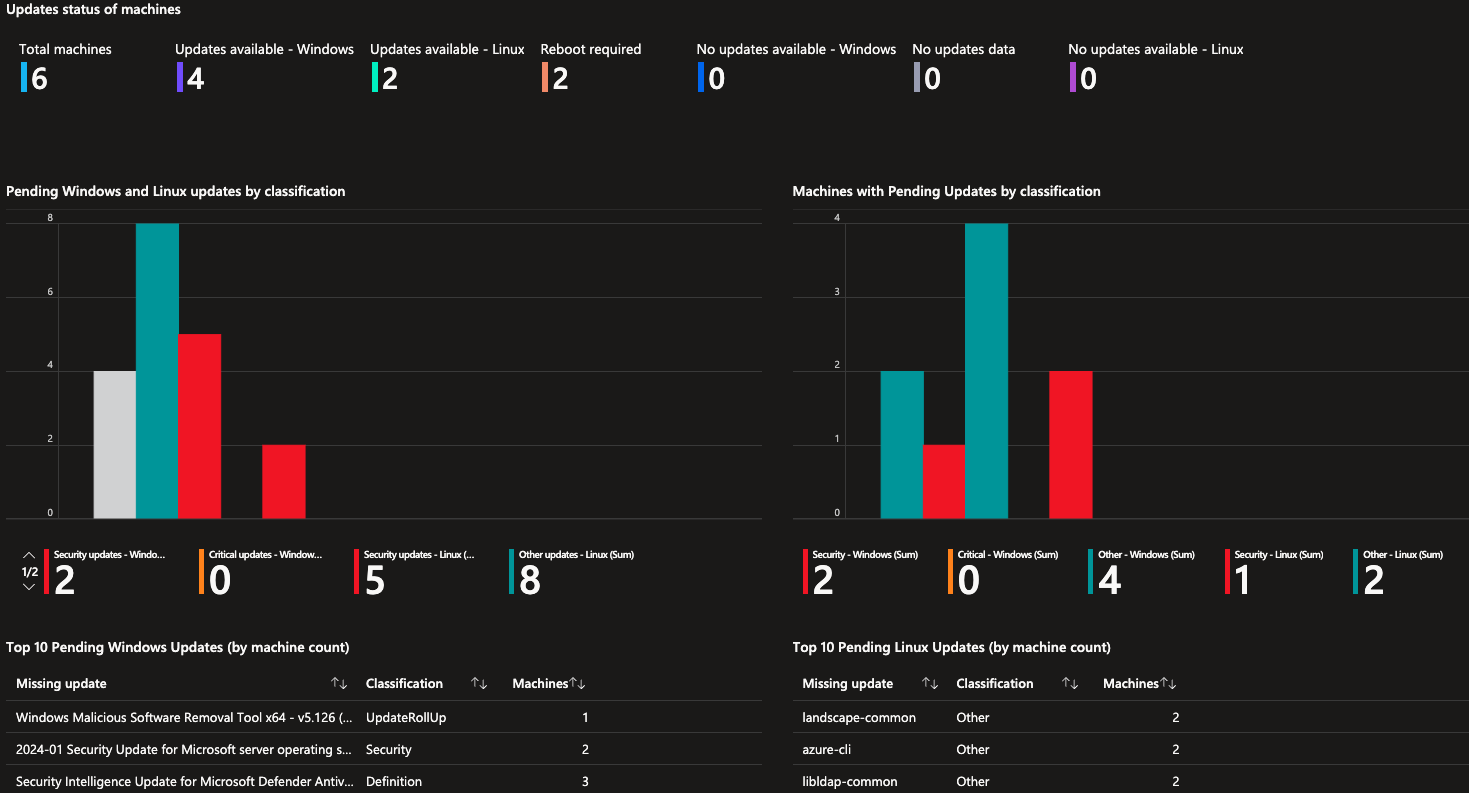 Updates status of machines
Total machines
6
Updates available - Windows
4
Updates available - Linux
2
Reboot required
2
No updates available - Windows
0
No updates data
0
No updates available - Linux
0
Pending Windows and Linux updates by classification
8
6
4
2
0
1/2
Security updates - Windo...
2
Critical updates - Window...
0
Security updates - Linux (...
5
Other updates - Linux (Sum)
8
Machines with Pending Updates by classification
4
3
2
1
0
Security - Windows (Sum)
2
Critical - Windows (Sum)
0
Other - Windows (Sum)
4
Security - Linux (Sum)
1
Other - Linux (Sum)
2
Top 10 Pending Windows Updates (by machine count)
Missing update Classification Machines
Windows Malicious Software Removal Tool x64 - v5.126 (... UpdateRollUp 1
2024-01 Security Update for Microsoft server operating s... Security 2
Security Intelligence Update for Microsoft Defender Antiv... Definition 3
Top 10 Pending Linux Updates (by machine count)
Missing update Classification Machines
landscape-common Other 2
azure-cli Other 2
libldap-common Other 2